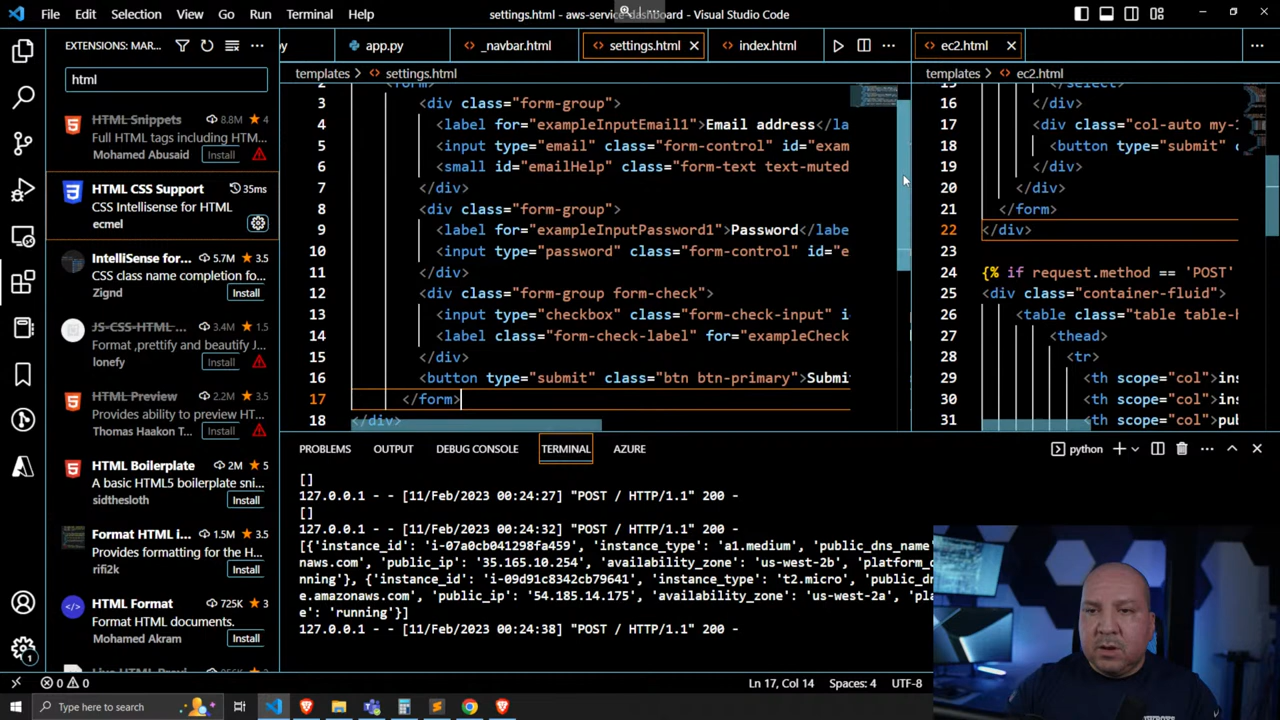 File Edit Selection View Go Run Terminal Help
settings.html - aws-service-dashboard - Visual Studio Code
EXTENSIONS: MAR...
html
HTML Snippets 8.8M 4
Full HTML tags including HTM...
Mohamed Abusaid Install
HTML CSS Support 35ms
CSS Intellisense for HTML
ecmel
IntelliSense for... 5.7M 3.5
CSS class name completion fo...
Zignd Install
JS-CSS-HTML ... 3.4M 1.5
Format ,prettify and beautify J...
lonefy Install
HTML Preview 2.2M 3.5
Provides ability to preview HT...
Thomas Haakon T... Install
HTML Boilerplate 2M 5
A basic HTML5 boilerplate sni...
sidthesloth Install
Format HTML i... 1.5M 3.5
Provides formatting for the H...
rifi2k Install
HTML Format 725K 3
Format HTML documents.
Mohamed Akram Install
py app.py _navbar.html settings.html index.html
templates > settings.html
2 <form>
3 <div class="form-group">
4 <label for="exampleInputEmail1">Email address</la
5 <input type="email" class="form-control" id="exam
6 <small id="emailHelp" class="form-text text-muted
7 </div>
8 <div class="form-group">
9 <label for="exampleInputPassword1">Password</labe
10 <input type="password" class="form-control" id="e
11 </div>
12 <div class="form-group form-check">
13 <input type="checkbox" class="form-check-input" i
14 <label class="form-check-label" for="exampleCheck
15 </div>
16 <button type="submit" class="btn btn-primary">Submi
17 </form>
18 </div>
ec2.html
templates > ec2.html
15 </select>
16 </div>
17 <div class="col-auto my-1
18 <button type="submit" c
19 </div>
20 </div>
21 </form>
22 </div>
23
24 {% if request.method == 'POST'
25 <div class="container-fluid">
26 <table class="table table-h
27 <thead>
28 <tr>
29 <th scope="col">ins
30 <th scope="col">ins
31 <th scope="col">pul
PROBLEMS OUTPUT DEBUG CONSOLE TERMINAL AZURE
python
[]
127.0.0.1 - - [11/Feb/2023 00:24:27] "POST / HTTP/1.1" 200 -
[]
127.0.0.1 - - [11/Feb/2023 00:24:32] "POST / HTTP/1.1" 200 -
[{'instance_id': 'i-07a0cb041298fa459', 'instance_type': 'a1.medium', 'public_dns_name'
naws.com', 'public_ip': '35.165.10.254', 'availability_zone': 'us-west-2b', 'platform_d
nning'}, {'instance_id': 'i-09d91c8342cb79641', 'instance_type': 't2.micro', 'public_dn
e.amazonaws.com', 'public_ip': '54.185.14.175', 'availability_zone': 'us-west-2a', 'pla
e': 'running'}]
127.0.0.1 - - [11/Feb/2023 00:24:38] "POST / HTTP/1.1" 200 -
1
0 0
Ln 17, Col 14 Spaces: 4 UTF-8
Type here to search